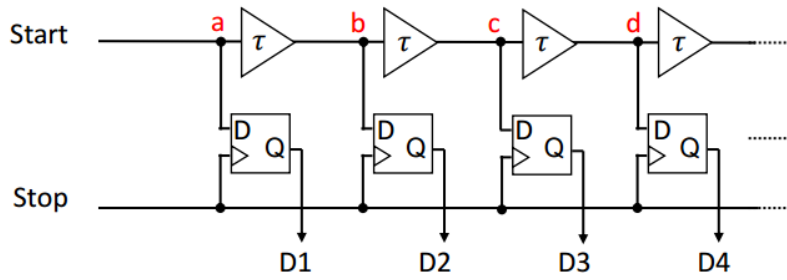 a b c d
Start τ τ τ τ
D D D D
Q Q Q Q
Stop
D1 D2 D3 D4